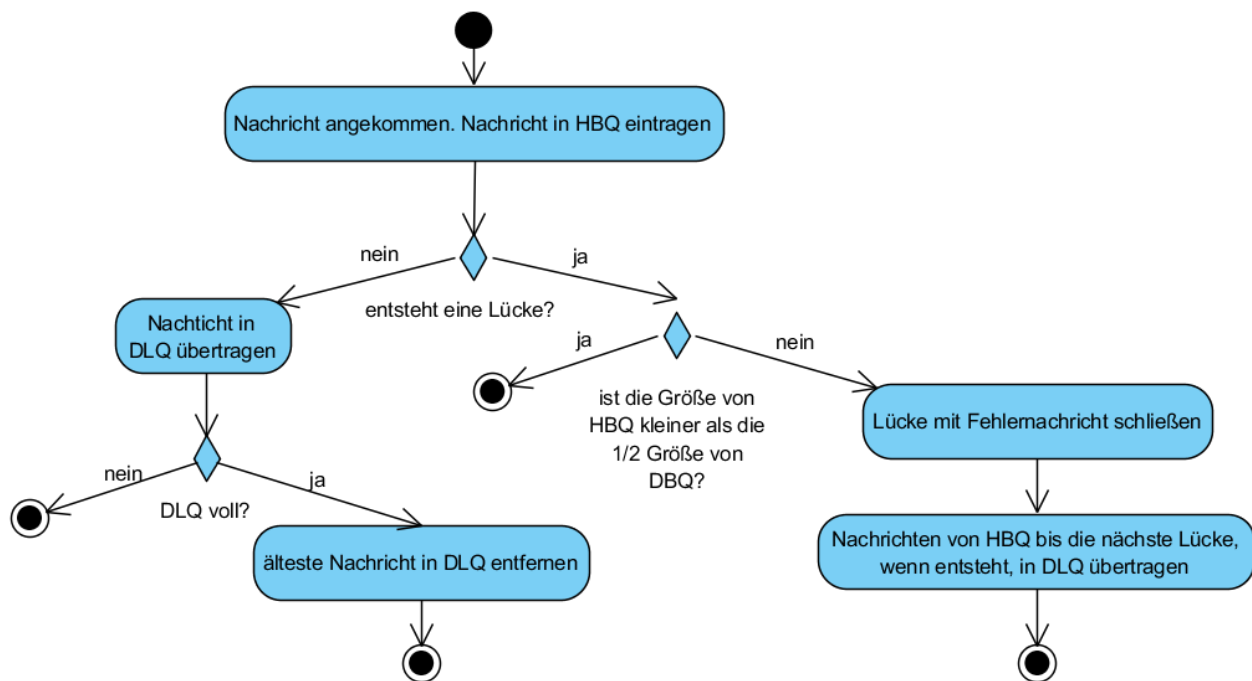 Nachricht angekommen. Nachricht in HBQ eintragen
nein
ja
entsteht eine Lücke?
Nachticht in
DLQ übertragen
ja
nein
ist die Größe von
HBQ kleiner als die
1/2 Größe von
DBQ?
Lücke mit Fehlernachricht schließen
nein
ja
DLQ voll?
älteste Nachricht in DLQ entfernen
Nachrichten von HBQ bis die nächste Lücke,
wenn entsteht, in DLQ übertragen